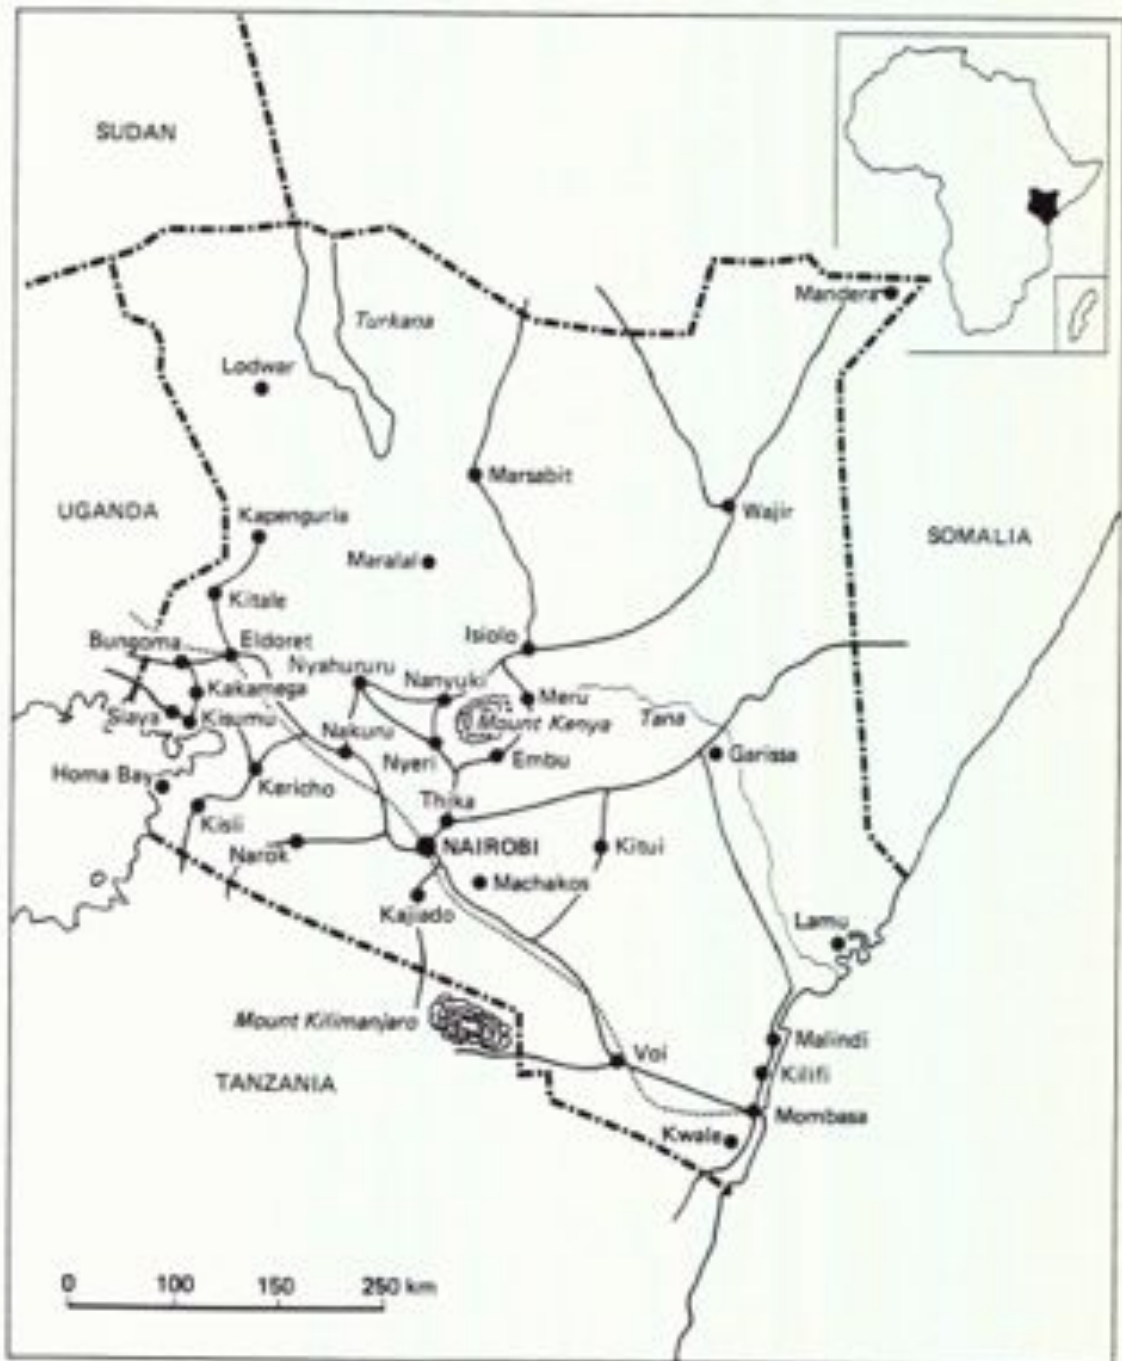 SUDAN
Mandera
Turkana
Lodwar
Marsabit
UGANDA
Wajir
Kapenguria
SOMALIA
Maralal
Kitale
Isiolo
Bungoma
Eldoret
Nyahururu
Nanyuki
Kakamega
Meru
Siaya
Kisumu
Mount Kenya
Tana
Nakuru
Nyeri
Embu
Garissa
Homa Bay
Kericho
Thika
Kisii
NAIROBI
Kitui
Narok
Machakos
Kajiado
Lamu
Mount Kilimanjaro
Malindi
Voi
Kilifi
TANZANIA
Mombasa
Kwale
0 100 150 250 km